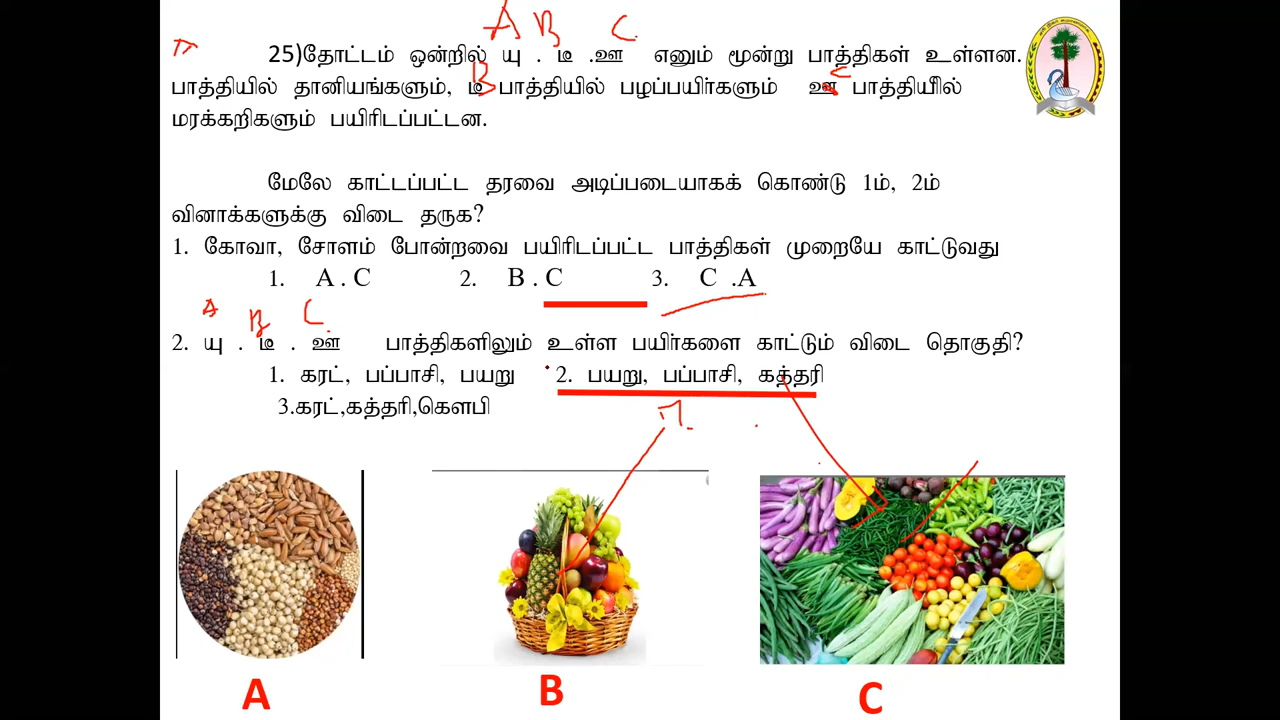 A B C
25)தோட்டம் ஒன்றில் யு . டீ .ஊ எனும் மூன்று பாத்திகள் உள்ளன.
B C
பாத்தியில் தானியங்களும், டீ பாத்தியில் பழப்பயிர்களும் ஊ பாத்தியில்
மரக்கறிகளும் பயிரிடப்பட்டன.
மேலே காட்டப்பட்ட தரவை அடிப்படையாகக் கொண்டு 1ம், 2ம்
வினாக்களுக்கு விடை தருக?
1. கோவா, சோளம் போன்றவை பயிரிடப்பட்ட பாத்திகள் முறையே காட்டுவது
1. A . C 2. B . C 3. C .A
A B C
2. யு . டீ . ஊ பாத்திகளிலும் உள்ள பயிர்களை காட்டும் விடை தொகுதி?
1. கரட், பப்பாசி, பயறு 2. பயறு, பப்பாசி, கத்தரி
3.கரட்,கத்தரி,கௌபி
A B C